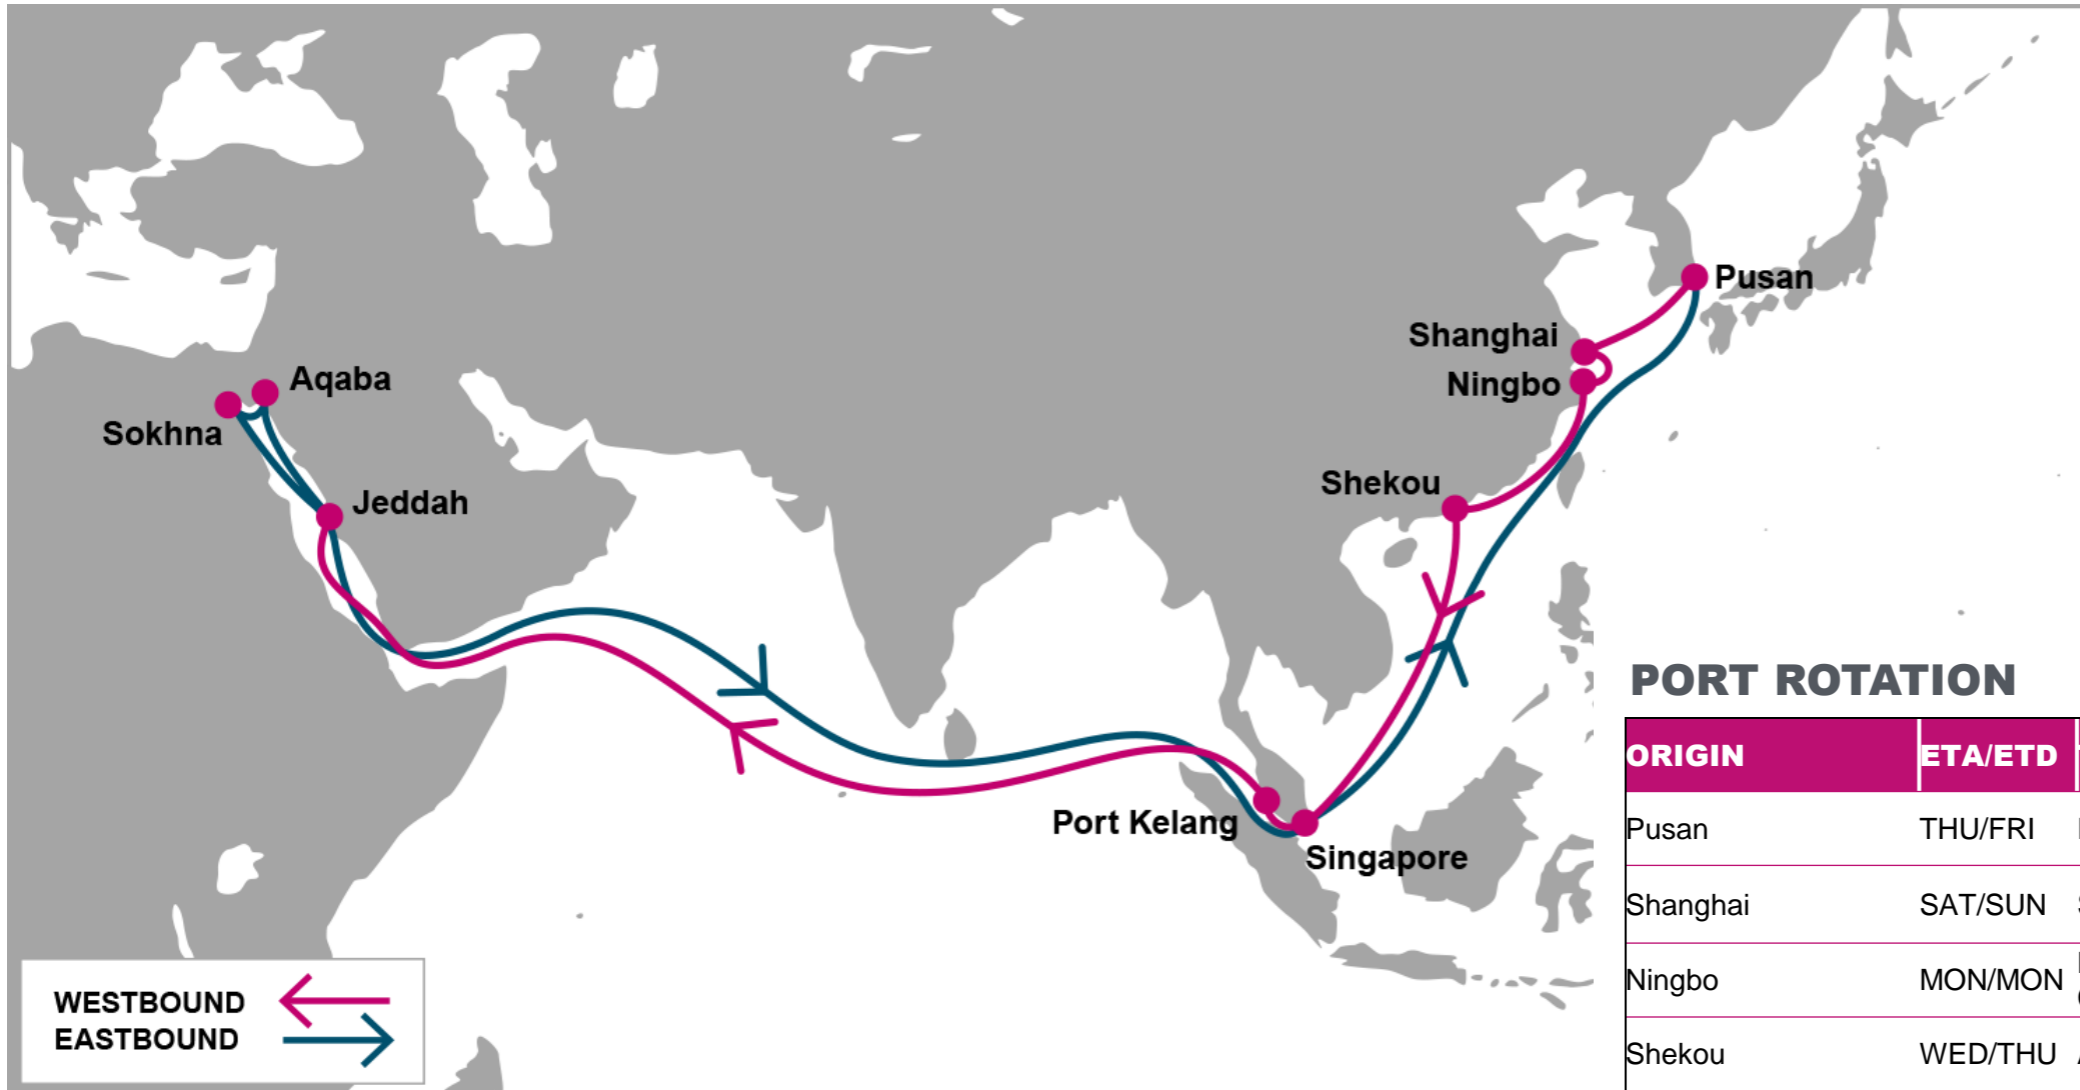 Pusan
Shanghai
Ningbo
Aqaba
Sokhna
Shekou
Jeddah
Port Kelang
Singapore
WESTBOUND
EASTBOUND
PORT ROTATION
ORIGIN ETA/ETD
Pusan THU/FRI
Shanghai SAT/SUN
Ningbo MON/MON
Shekou WED/THU